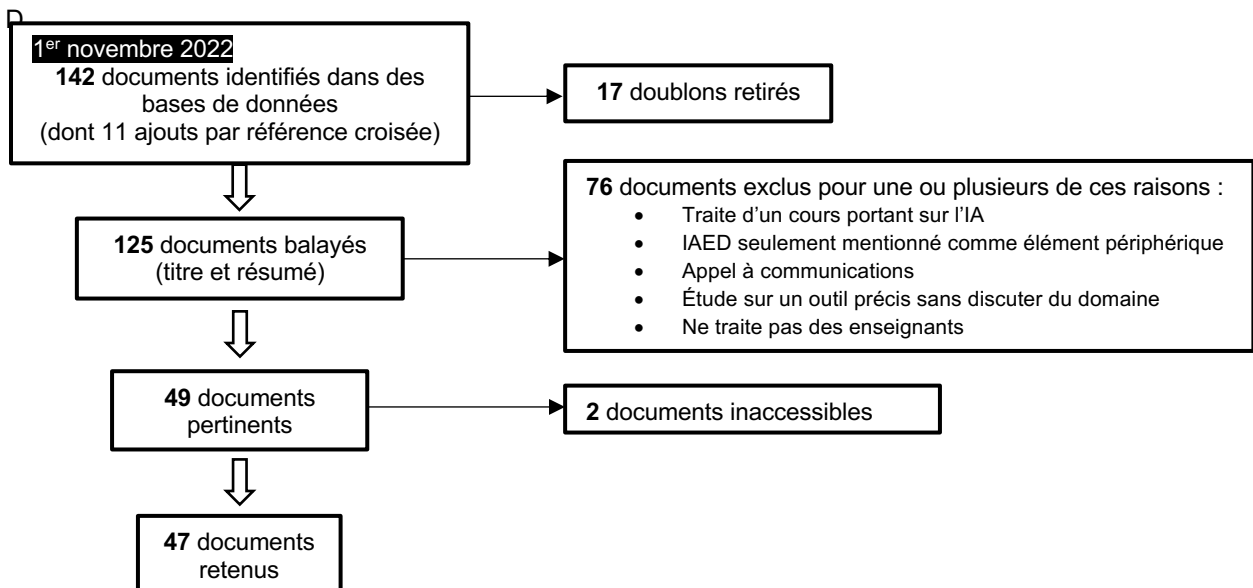 D
1er novembre 2022
142 documents identifiés dans des
bases de données
(dont 11 ajouts par référence croisée)
17 doublons retirés
125 documents balayés
(titre et résumé)
76 documents exclus pour une ou plusieurs de ces raisons :
• Traite d'un cours portant sur l'IA
• IAED seulement mentionné comme élément périphérique
• Appel à communications
• Étude sur un outil précis sans discuter du domaine
• Ne traite pas des enseignants
49 documents
pertinents
2 documents inaccessibles
47 documents
retenus